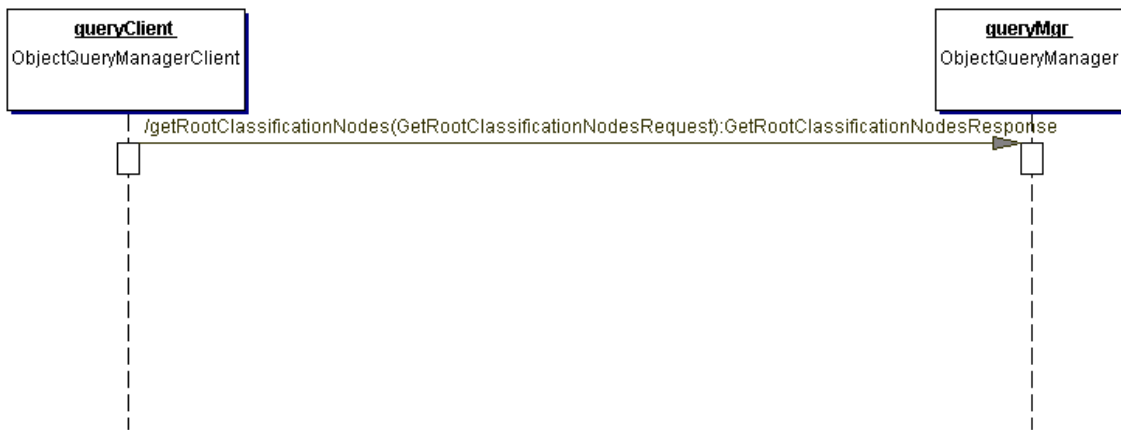 queryClient
ObjectQueryManagerClient
queryMgr
ObjectQueryManager
/getRootClassificationNodes(GetRootClassificationNodesRequest):GetRootClassificationNodesResponse